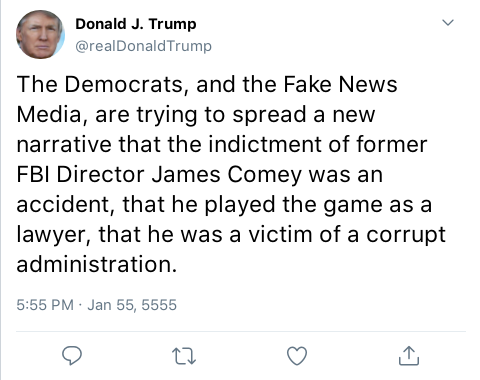 Donald J. Trump
@realDonaldTrump
The Democrats, and the Fake News
Media, are trying to spread a new
narrative that the indictment of former
FBI Director James Comey was an
accident, that he played the game as a
lawyer, that he was a victim of a corrupt
administration.
5:55 PM · Jan 55, 5555